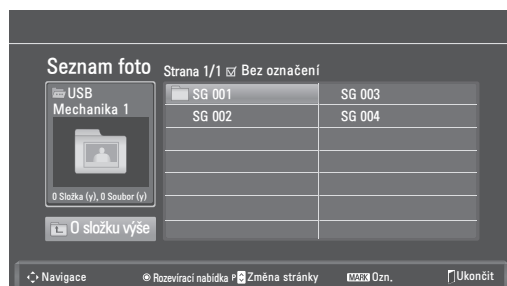 Seznam foto
Strana 1/1 Bez označení
USB
Mechanika 1
0 Složka (y), 0 Soubor (y)
O složku výše
SG 001
SG 003
SG 002
SG 004
Navigace
Rozevírací nabídka
P Změna stránky
MARK Ozn.
Ukončit